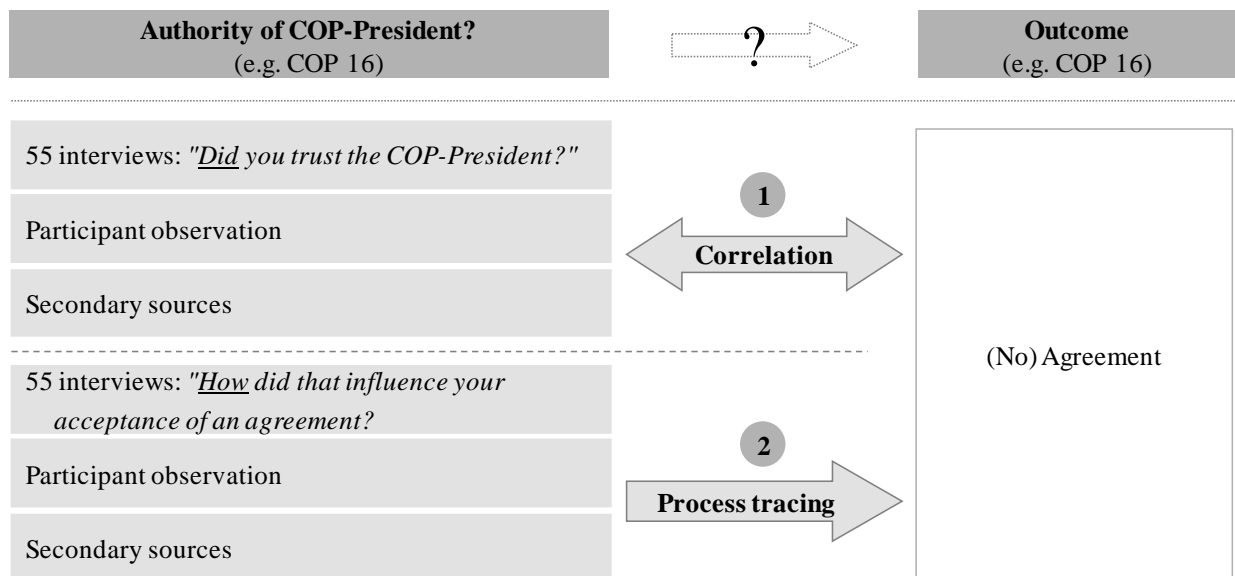 Authority of COP-President?
(e.g. COP 16)
?
Outcome
(e.g. COP 16)
55 interviews: "Did you trust the COP-President?"
Participant observation
Secondary sources
1
Correlation
55 interviews: "How did that influence your
acceptance of an agreement?
Participant observation
Secondary sources
2
Process tracing
(No) Agreement